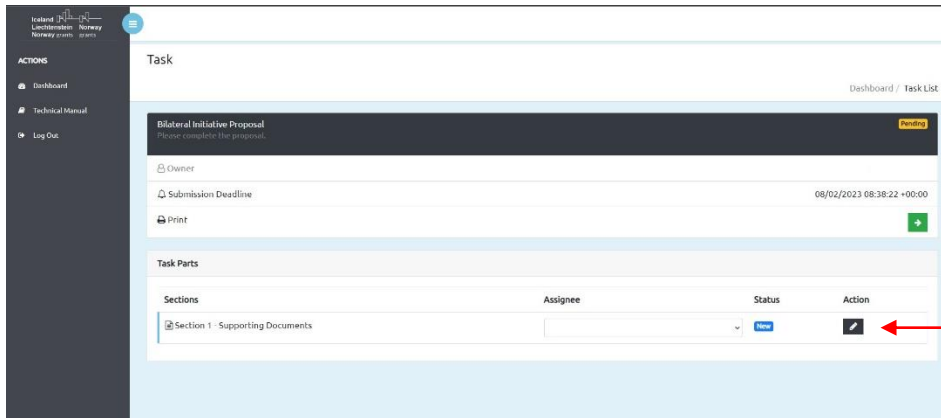 Iceland
Liechtenstein Norway
Norway grants grants
ACTIONS
Dashboard
Technical Manual
Log Out
Task
Dashboard / Task List
Bilateral Initiative Proposal
Pending
Please complete the proposal.
Owner
Submission Deadline
08/02/2023 08:38:22 +00:00
Print
Task Parts
Sections
Assignee
Status
Action
Section 1 - Supporting Documents
New